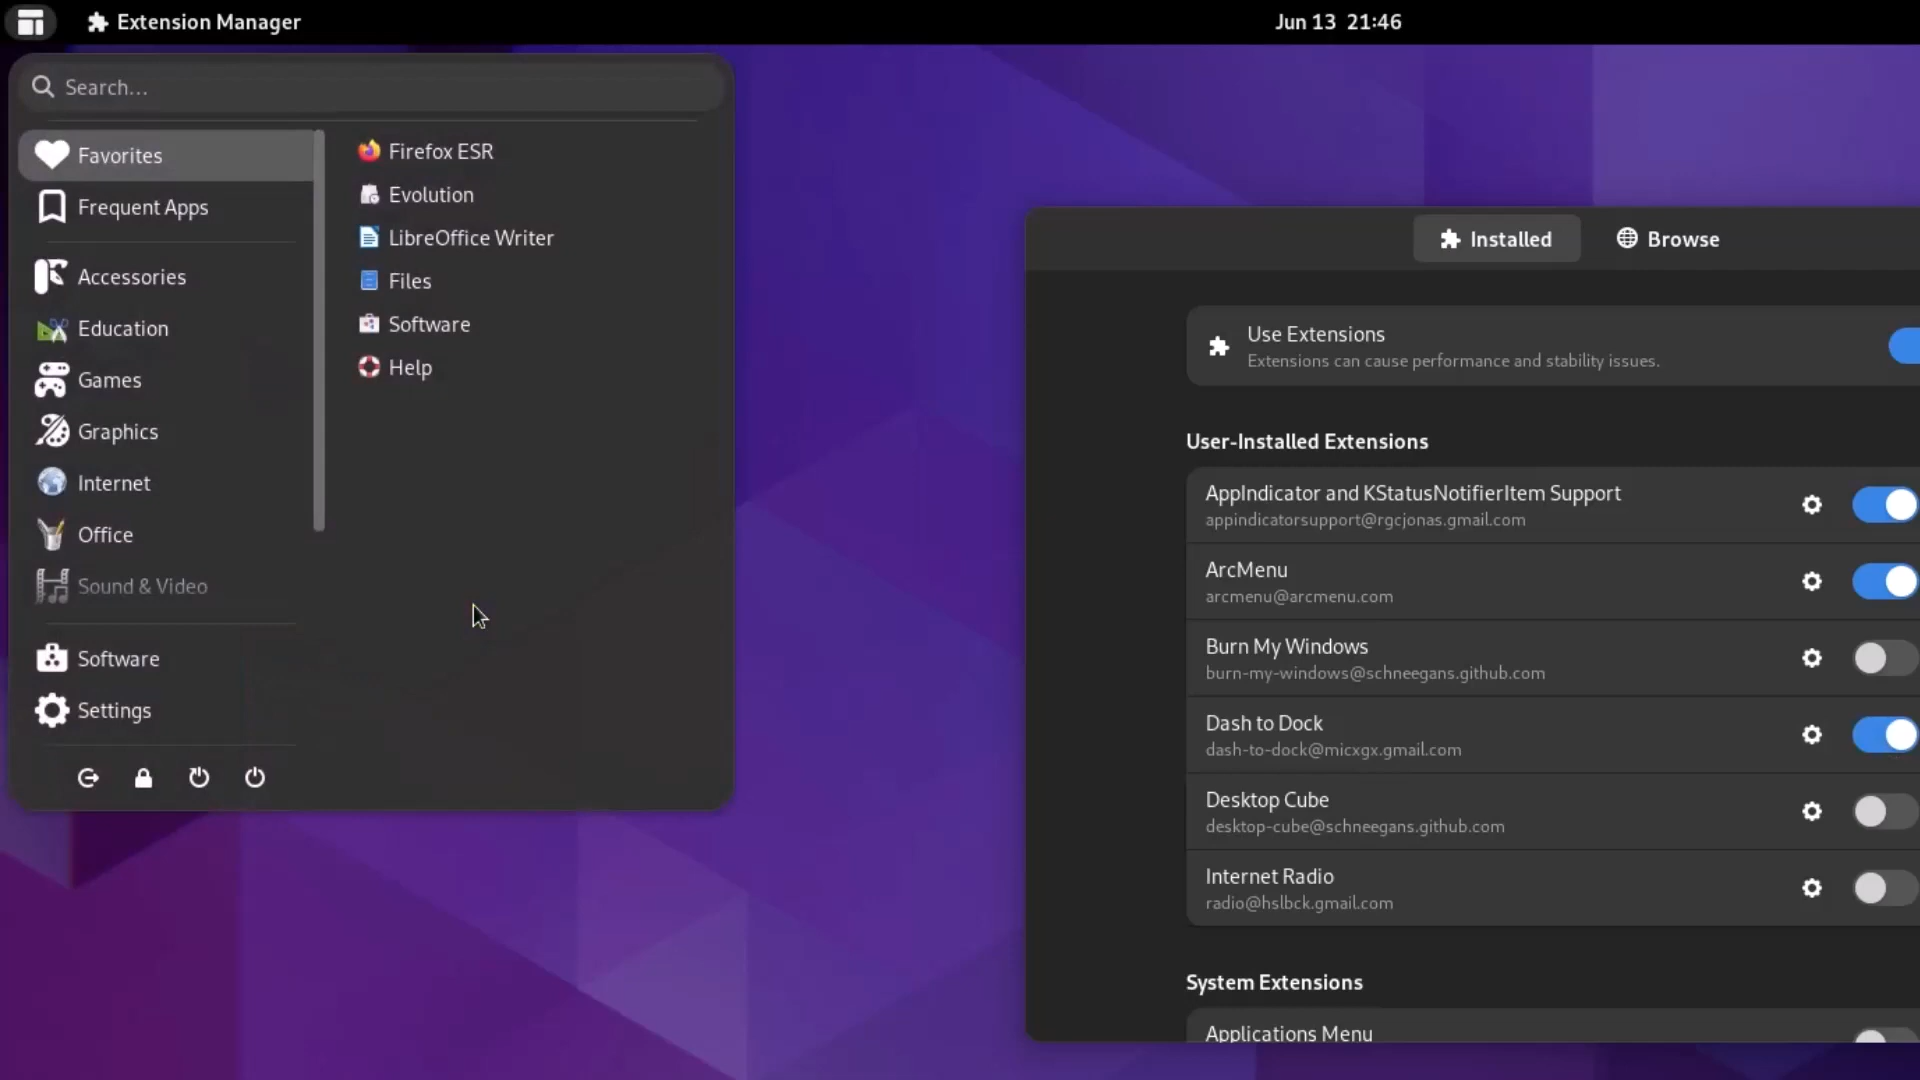 Extension Manager
Jun 13 21:46
Search...
Favorites
Frequent Apps
Accessories
Education
Games
Graphics
Internet
Office
Sound & Video
Software
Settings
Firefox ESR
Evolution
LibreOffice Writer
Files
Software
Help
Installed
Browse
Use Extensions
Extensions can cause performance and stability issues.
User-Installed Extensions
AppIndicator and KStatusNotifierItem Support
appindicatorsupport@rgcjonas.gmail.com
ArcMenu
arcmenu@arcmenu.com
Burn My Windows
burn-my-windows@schneegans.github.com
Dash to Dock
dash-to-dock@micxgx.gmail.com
Desktop Cube
desktop-cube@schneegans.github.com
Internet Radio
radio@hslbck.gmail.com
System Extensions
Applications Menu